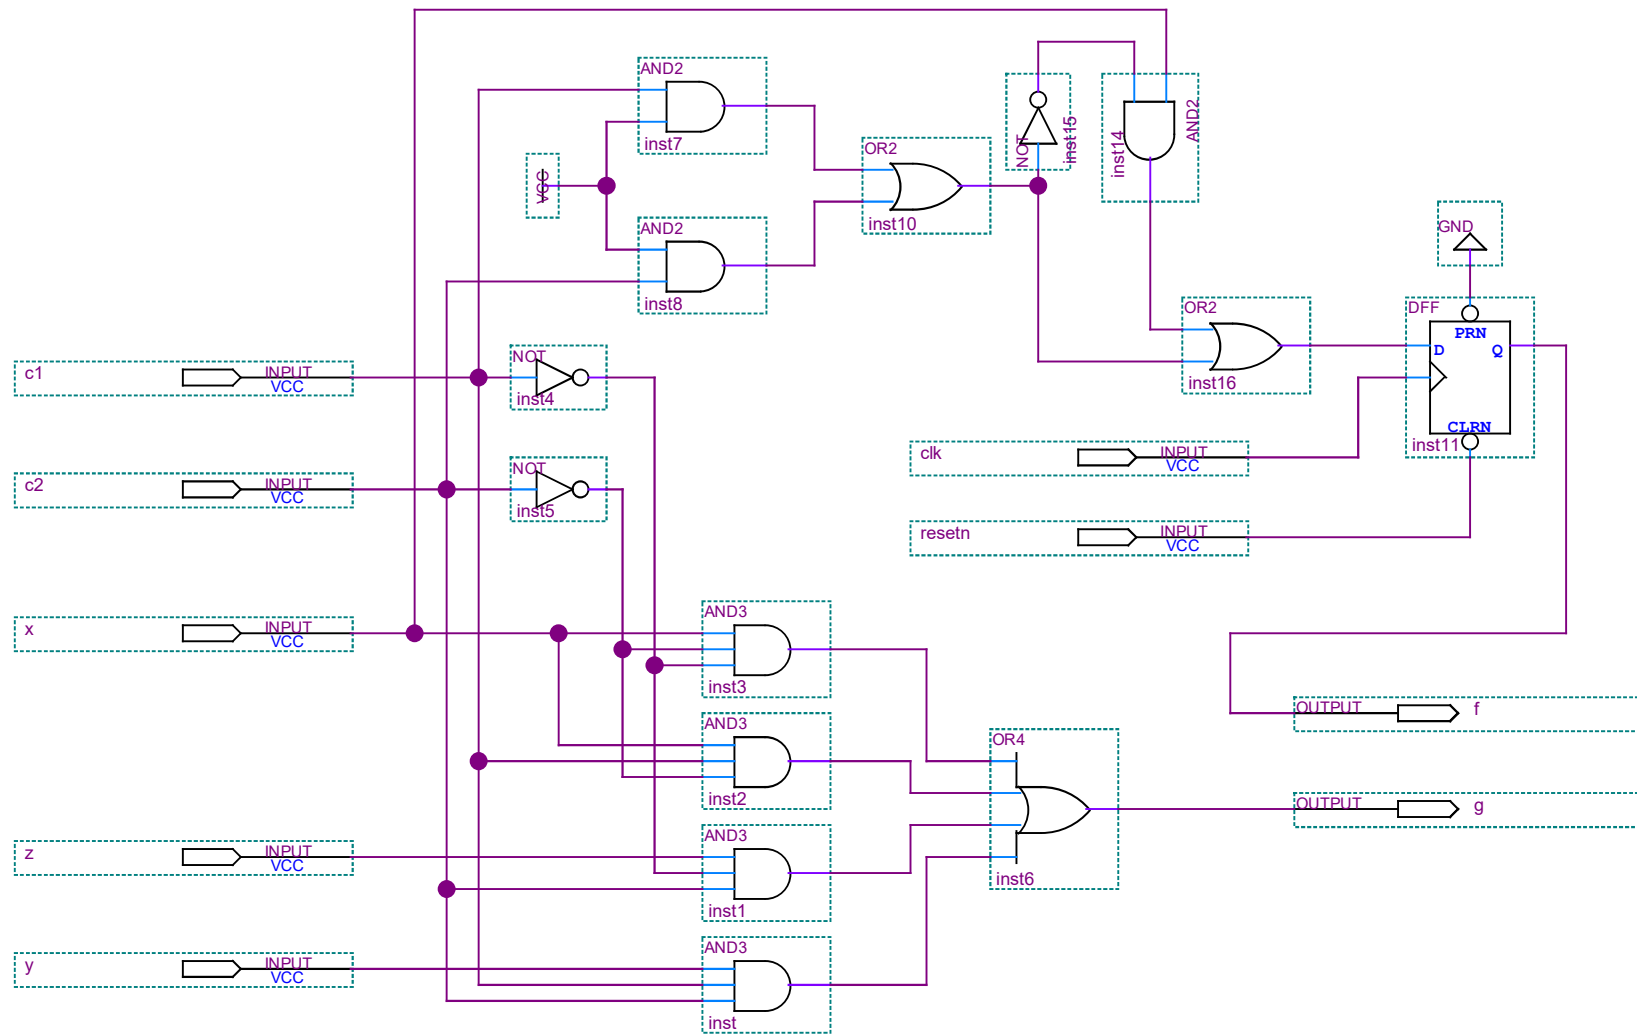 AND2
inst7
VCC
AND2
inst8
OR2
inst10
NOT
inst15
inst14
AND2
GND
OR2
inst16
DFF
PRN
D
Q
CLRN
inst11
c1
INPUT
VCC
NOT
inst4
c2
INPUT
VCC
NOT
inst5
clk
INPUT
VCC
resetn
INPUT
VCC
x
INPUT
VCC
AND3
inst3
AND3
inst2
OUTPUT
f
OR4
inst6
OUTPUT
g
z
INPUT
VCC
AND3
inst1
y
INPUT
VCC
AND3
inst